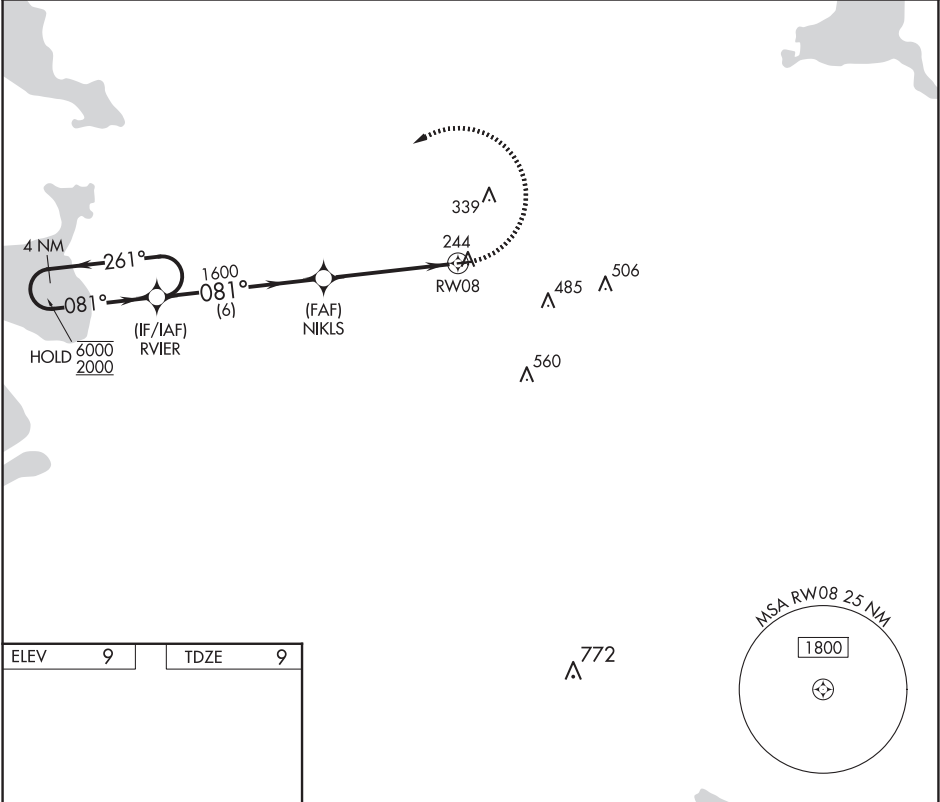 339
244
RW08
4 NM
261°
081°
1600
081°
(6)
(IF/IAF)
RVIER
(FAF)
NIKLS
HOLD 6000
2000
485
506
560
772
MSA RW08 25 NM
1800
ELEV 9
TDZE 9